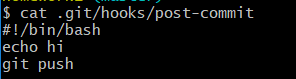 $ cat .git/hooks/post-commit
#!/bin/bash
echo hi
git push